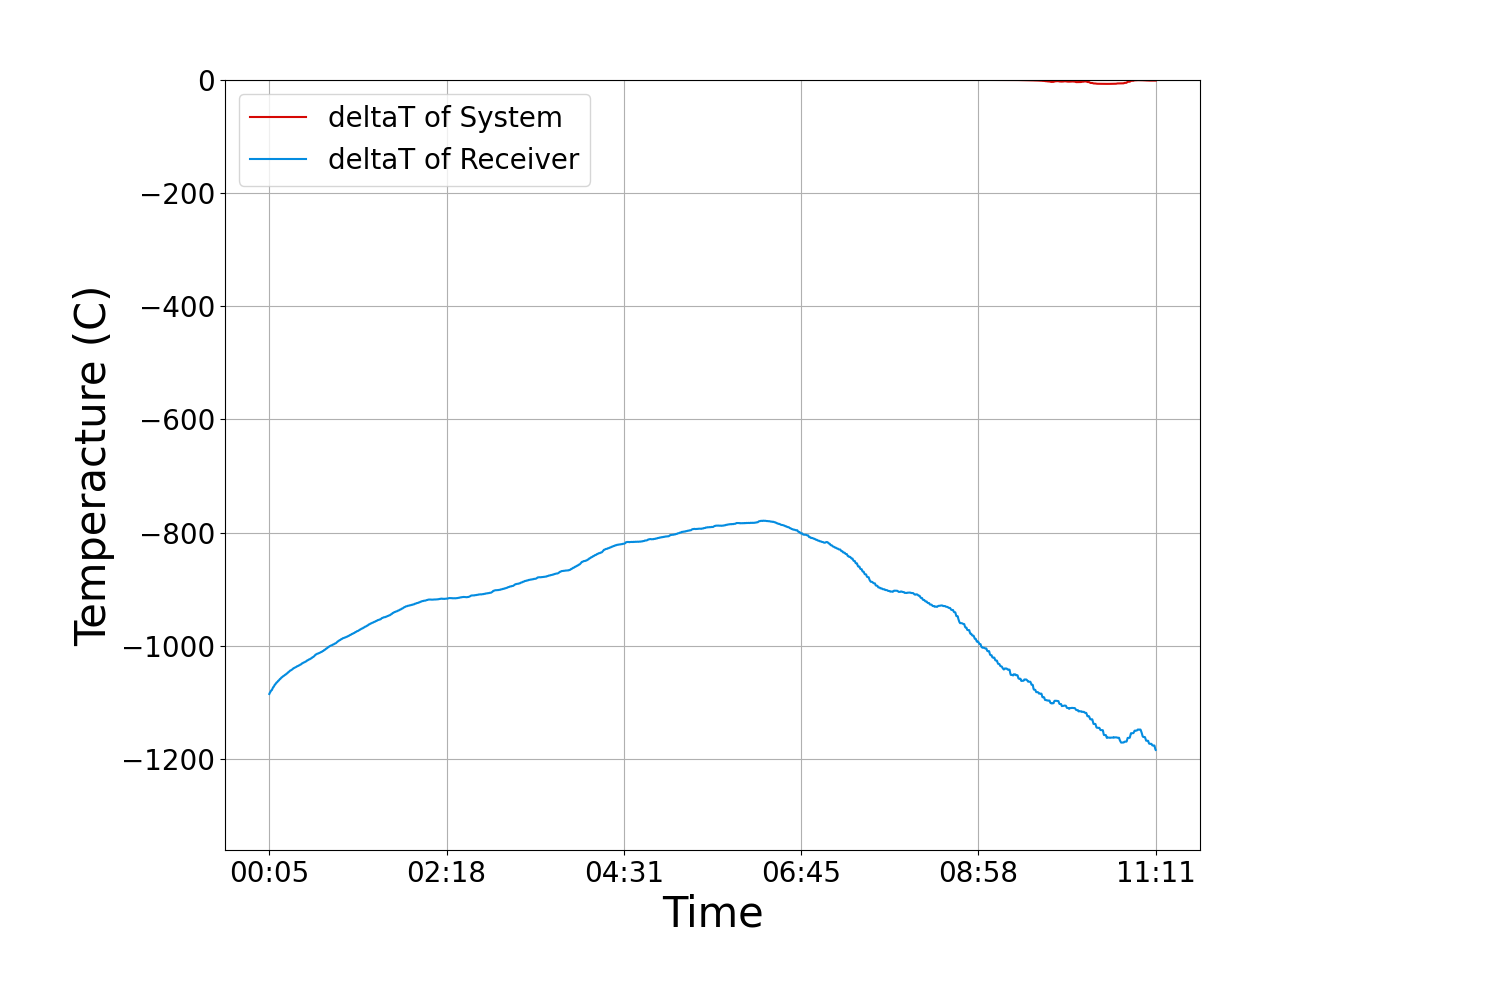 0
deltaT of System
deltaT of Receiver
−200
−400
−600
−800
−1000
−1200
Temperacture (C)
00:05 02:18 04:31 06:45 08:58 11:11
Time